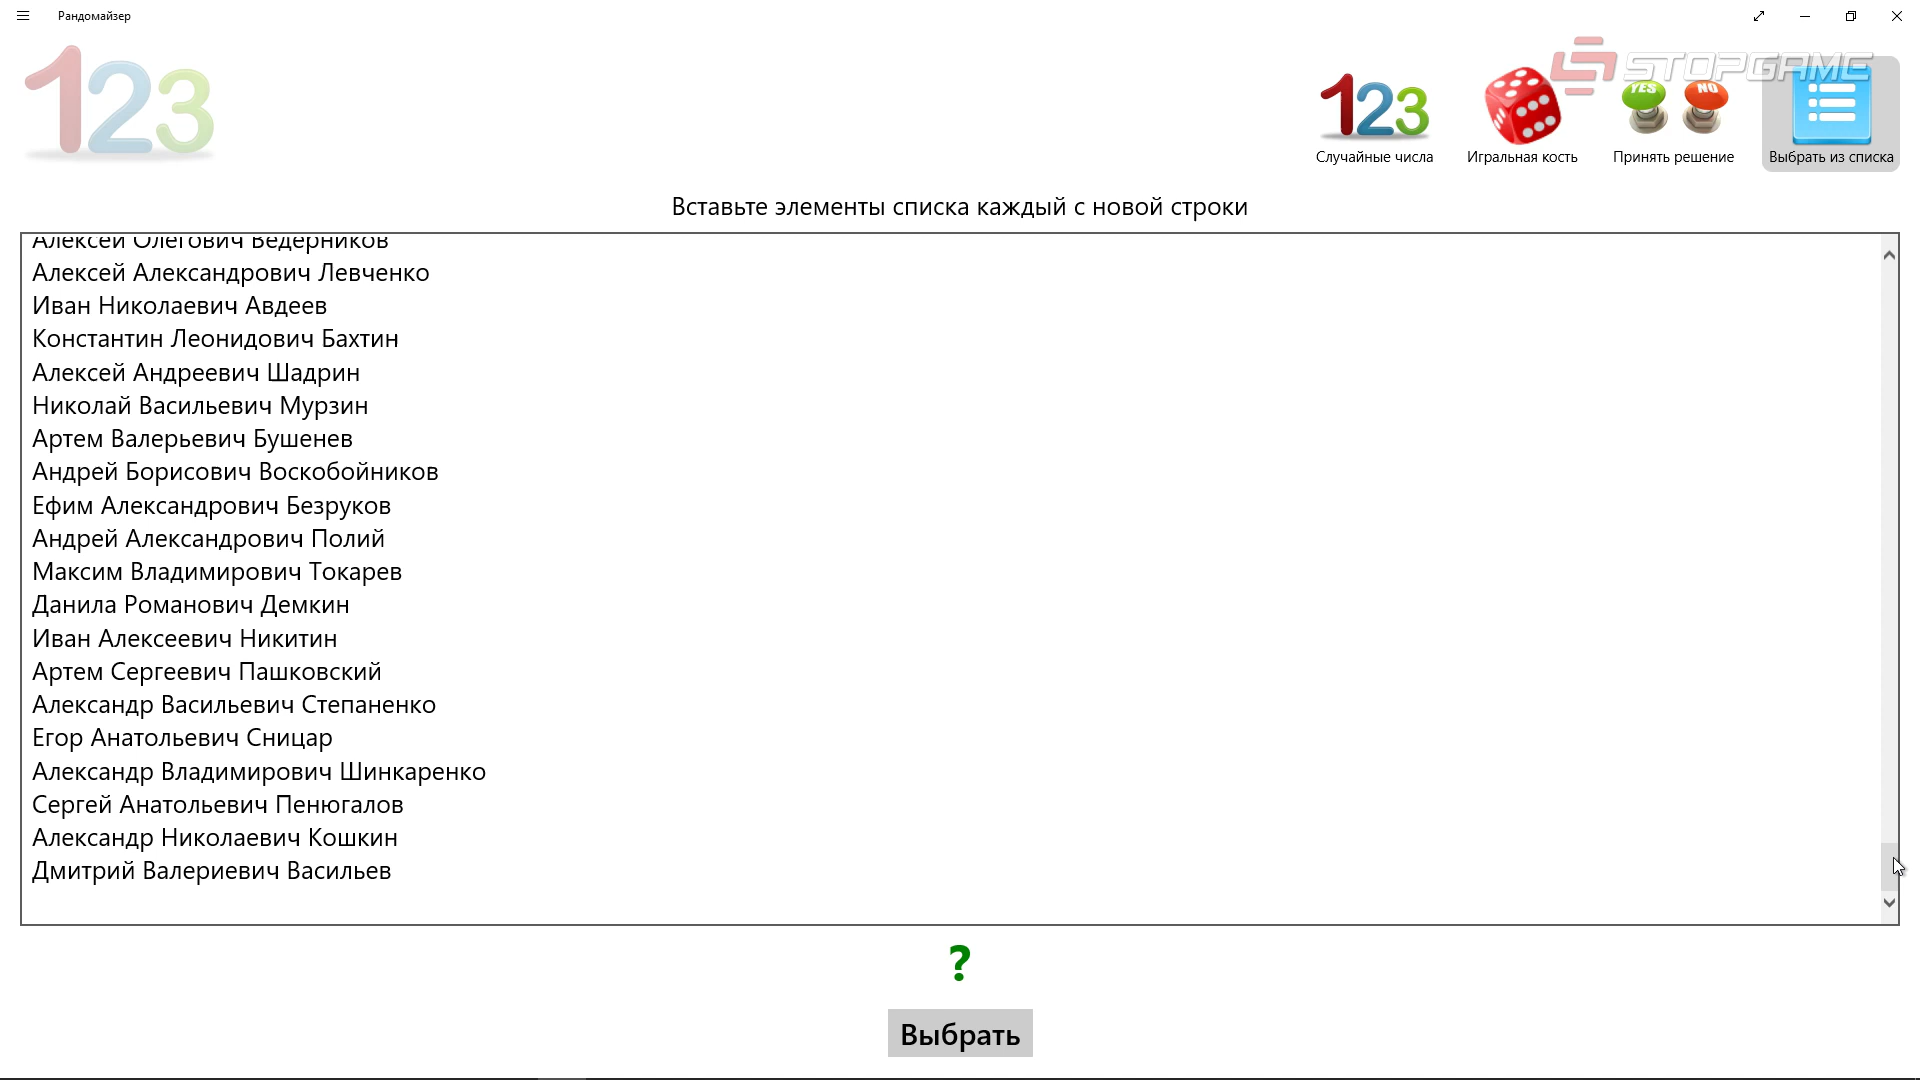 Рандомайзер
123
STOPGAME
123
YES
NO
Случайные числа
Игральная кость
Принять решение
Выбрать из списка
Вставьте элементы списка каждый с новой строки
Алексей Олегович Ведерников
Алексей Александрович Левченко
Иван Николаевич Авдеев
Константин Леонидович Бахтин
Алексей Андреевич Шадрин
Николай Васильевич Мурзин
Артем Валерьевич Бушенев
Андрей Борисович Воскобойников
Ефим Александрович Безруков
Андрей Александрович Полий
Максим Владимирович Токарев
Данила Романович Демкин
Иван Алексеевич Никитин
Артем Сергеевич Пашковский
Александр Васильевич Степаненко
Егор Анатольевич Сницар
Александр Владимирович Шинкаренко
Сергей Анатольевич Пенюгалов
Александр Николаевич Кошкин
Дмитрий Валериевич Васильев
?
Выбрать